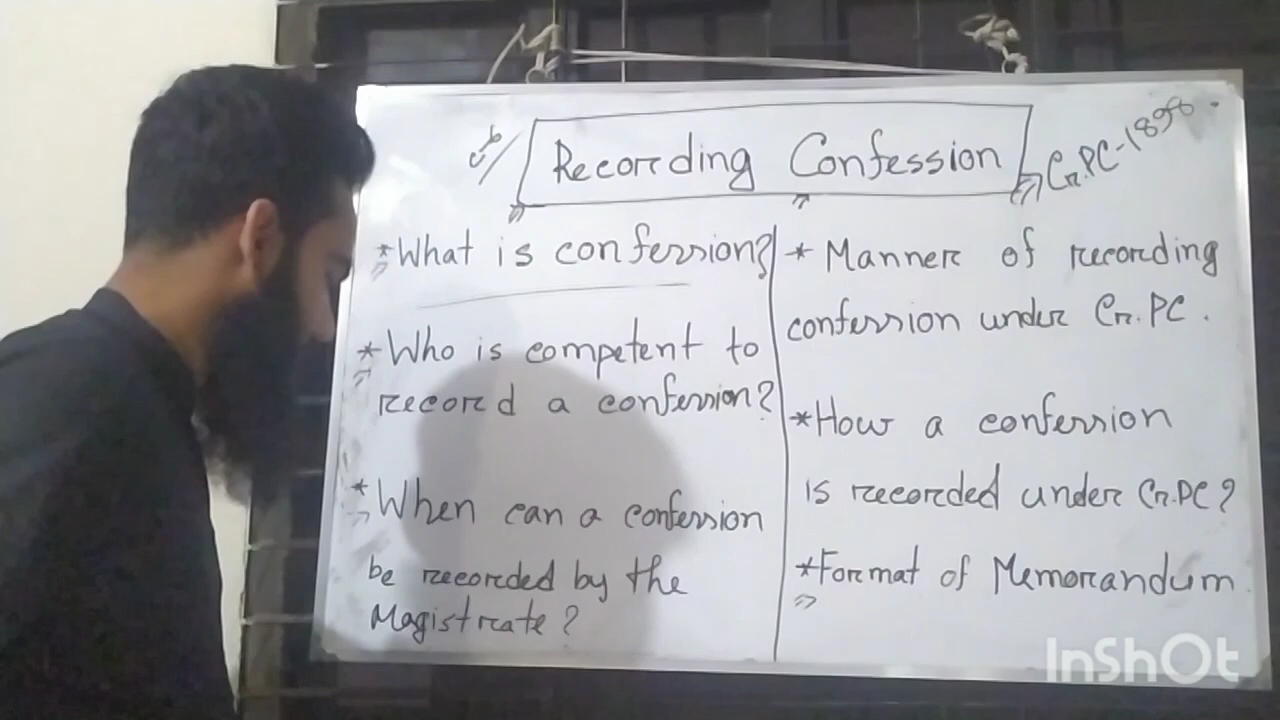 Recording Confession
Cr.PC-1898.
*What is confession?
*Who is competent to
record a confession?
*When can a confession
be recorded by the
Magistrate?
* Manner of recording
confession under Cr.PC.
*How a confession
is recorded under Cr.PC?
*Format of Memorandum
InShOt